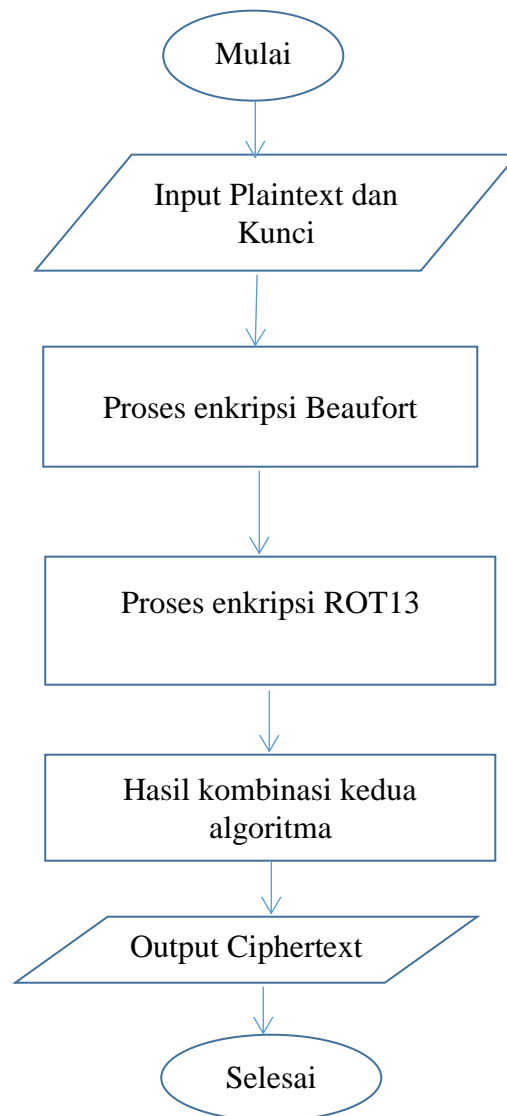 Mulai
Input Plaintext dan
Kunci
Proses enkripsi Beaufort
Proses enkripsi ROT13
Hasil kombinasi kedua
algoritma
Output Ciphertext
Selesai